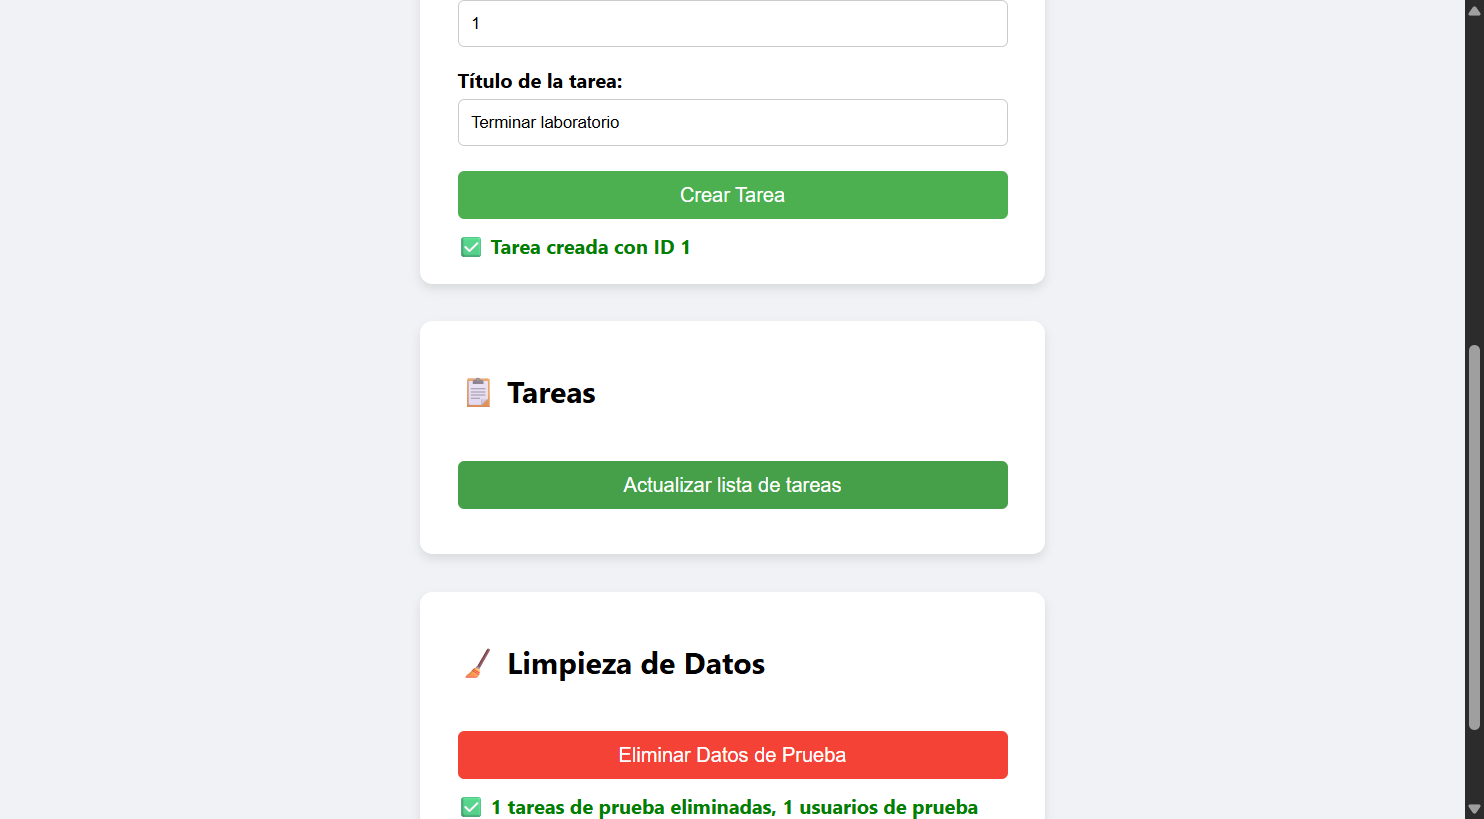 1
Título de la tarea:
Terminar laboratorio
Crear Tarea
Tarea creada con ID 1
Tareas
Actualizar lista de tareas
Limpieza de Datos
Eliminar Datos de Prueba
1 tareas de prueba eliminadas, 1 usuarios de prueba